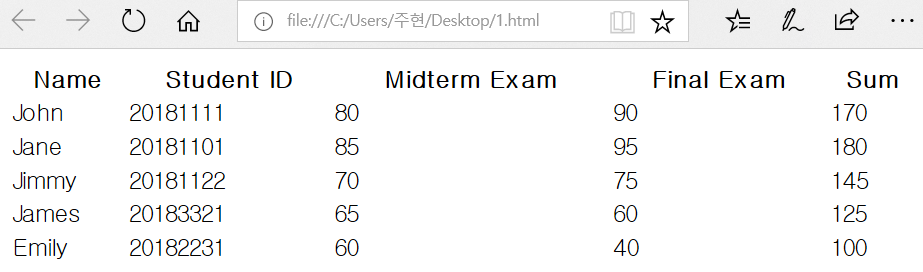 file:///C:/Users/주현/Desktop/1.html
Name Student ID Midterm Exam Final Exam Sum
John 20181111 80 90 170
Jane 20181101 85 95 180
Jimmy 20181122 70 75 145
James 20183321 65 60 125
Emily 20182231 60 40 100